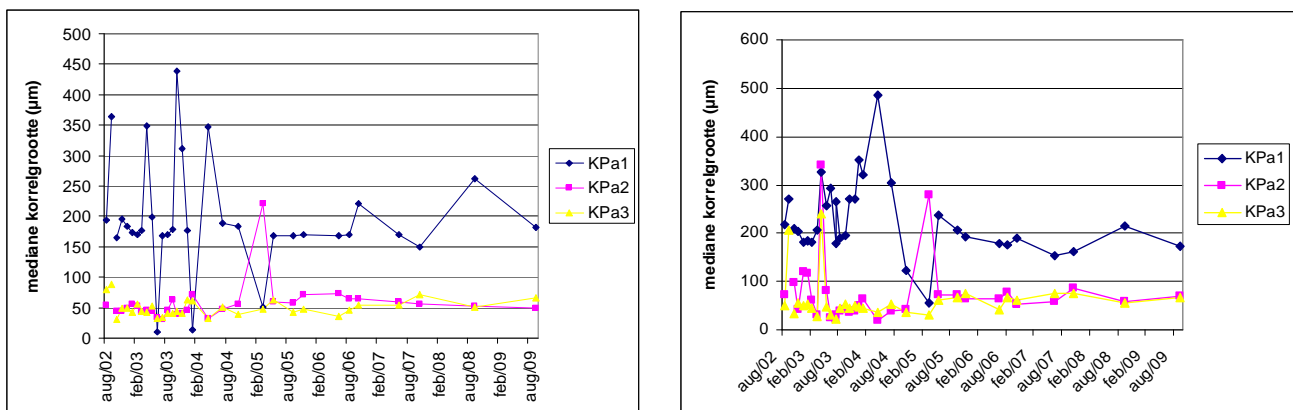 mediane korrelgrootte (µm)
500
450
400
350
300
250
200
150
100
50
0
aug/02
feb/03
aug/03
feb/04
aug/04
feb/05
aug/05
feb/06
aug/06
feb/07
aug/07
feb/08
aug/08
feb/09
aug/09
KPa1
KPa2
KPa3
mediane korrelgrootte (µm)
600
500
400
300
200
100
0
aug/02
feb/03
aug/03
feb/04
aug/04
feb/05
aug/05
feb/06
aug/06
feb/07
aug/07
feb/08
aug/08
feb/09
aug/09
KPa1
KPa2
KPa3